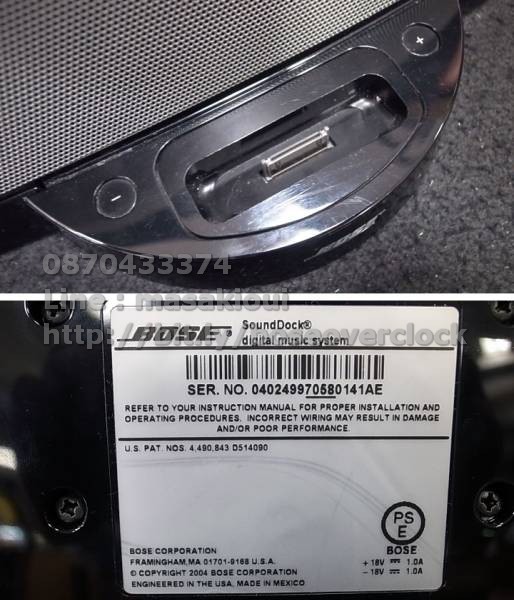 BOSE
0870433374
Line : masakioui
BOSE®
SoundDock®
digital music system
SER. NO. 040249970580141AE
REFER TO YOUR INSTRUCTION MANUAL FOR PROPER INSTALLATION AND
OPERATING PROCEDURES. INCORRECT WIRING MAY RESULT IN DAMAGE
AND/OR POOR PERFORMANCE.
U.S. PAT. NOS. 4,490,843 D514090
PS
E
BOSE
BOSE CORPORATION
FRAMINGHAM, MA 01701-9168 U.S.A.
© COPYRIGHT 2004 BOSE CORPORATION
ENGINEERED IN THE USA, MADE IN MEXICO
+ 18V ⎓ 1.0A
- 18V ⎓ 1.0A